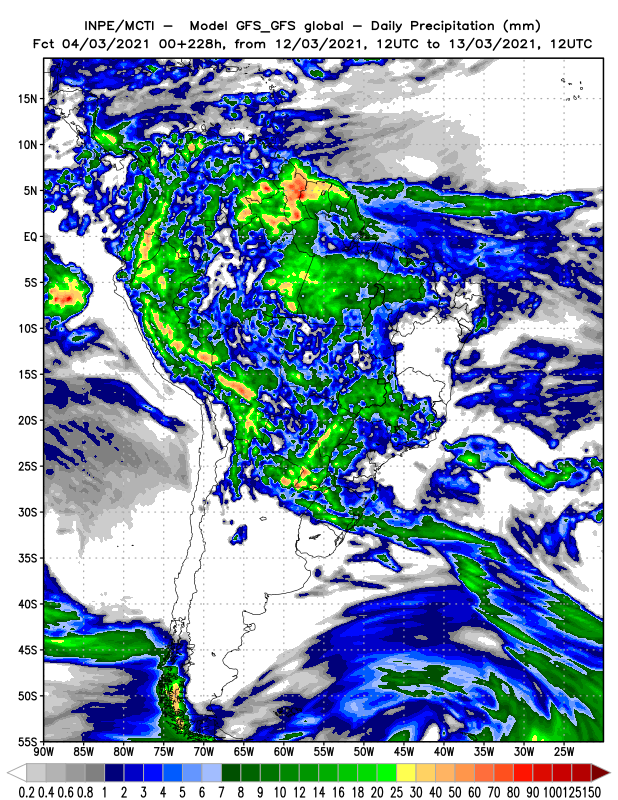 INPE/MCTI –  Model GFS_GFS global – Daily Precipitation (mm)
Fct 04/03/2021 00+228h, from 12/03/2021, 12UTC to 13/03/2021, 12UTC
15N
10N
5N
EQ
5S
10S
15S
20S
25S
30S
35S
40S
45S
50S
55S
90W 85W 80W 75W 70W 65W 60W 55W 50W 45W 40W 35W 30W 25W
0.2 0.4 0.6 0.8 1 2 3 4 5 6 7 8 9 10 12 14 16 18 20 25 30 40 50 60 70 80 90 100 125 150